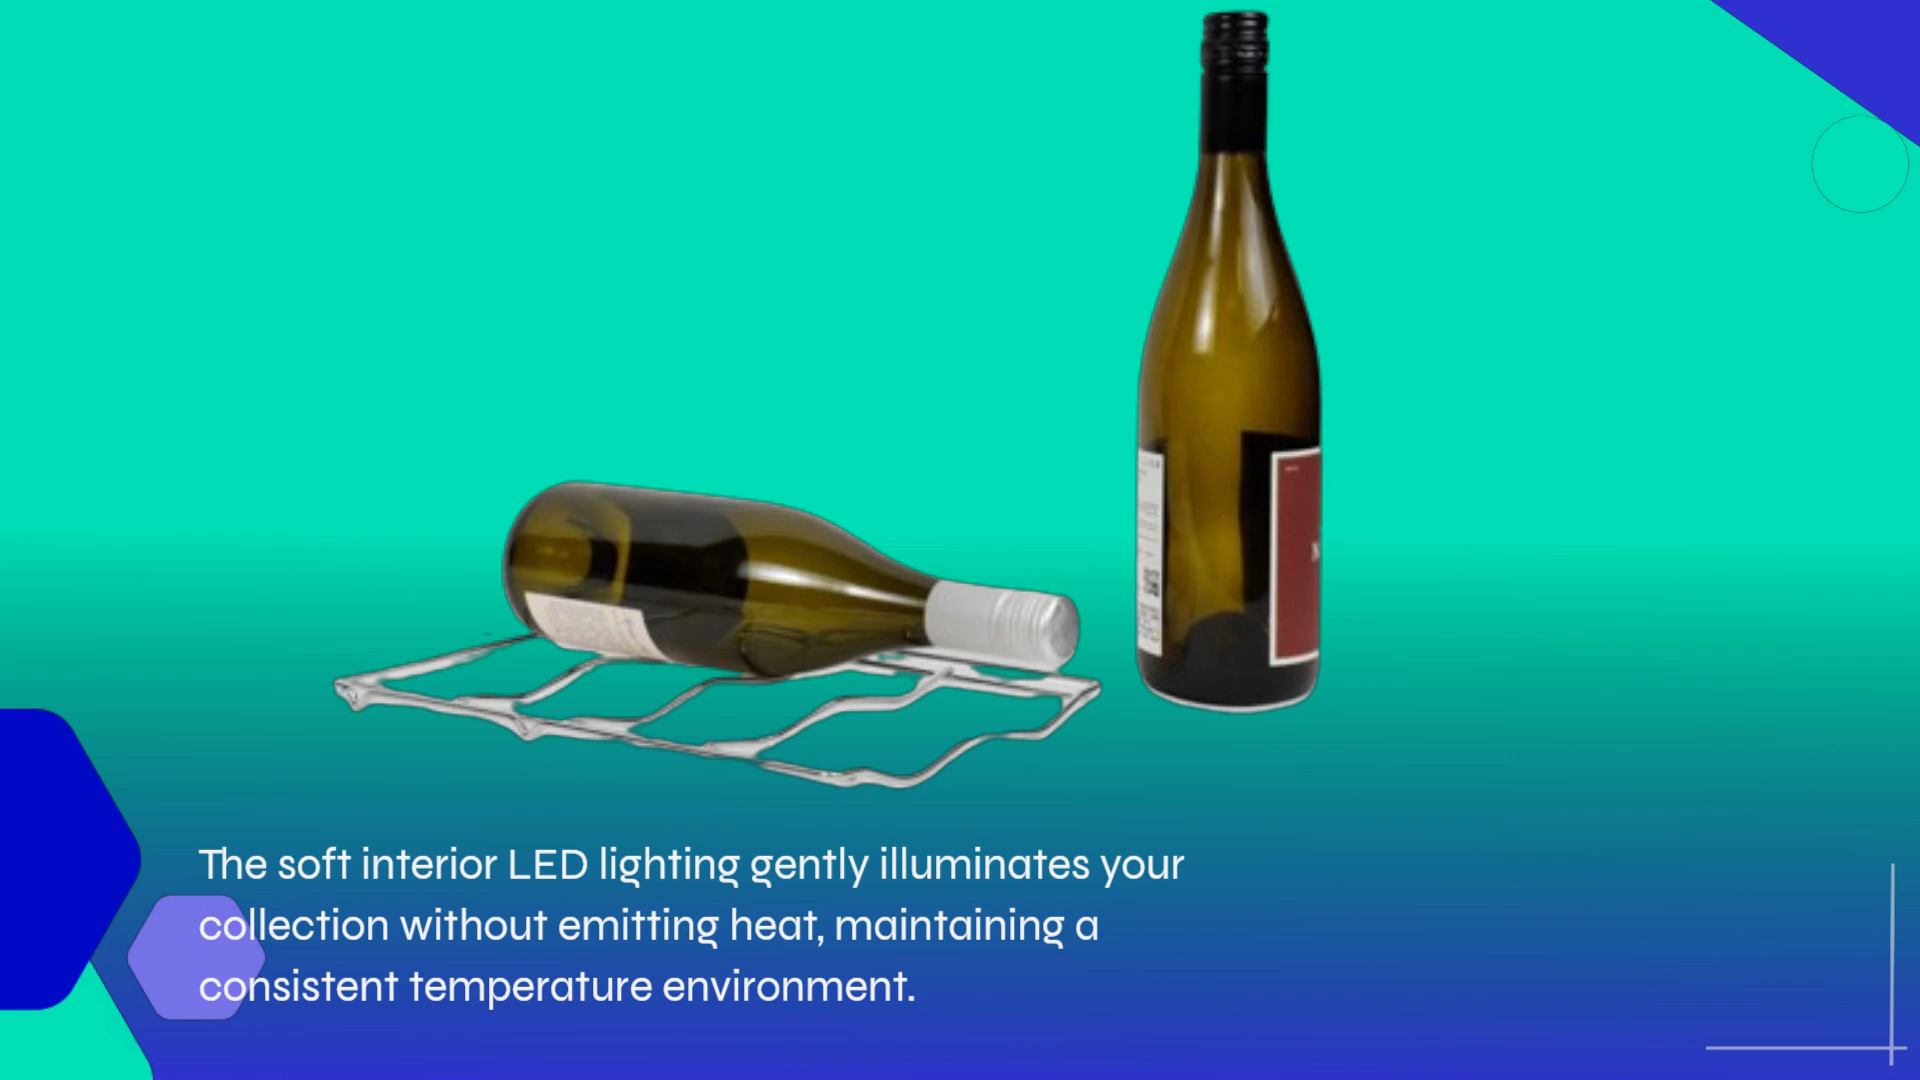 The soft interior LED lighting gently illuminates your
collection without emitting heat, maintaining a
consistent temperature environment.